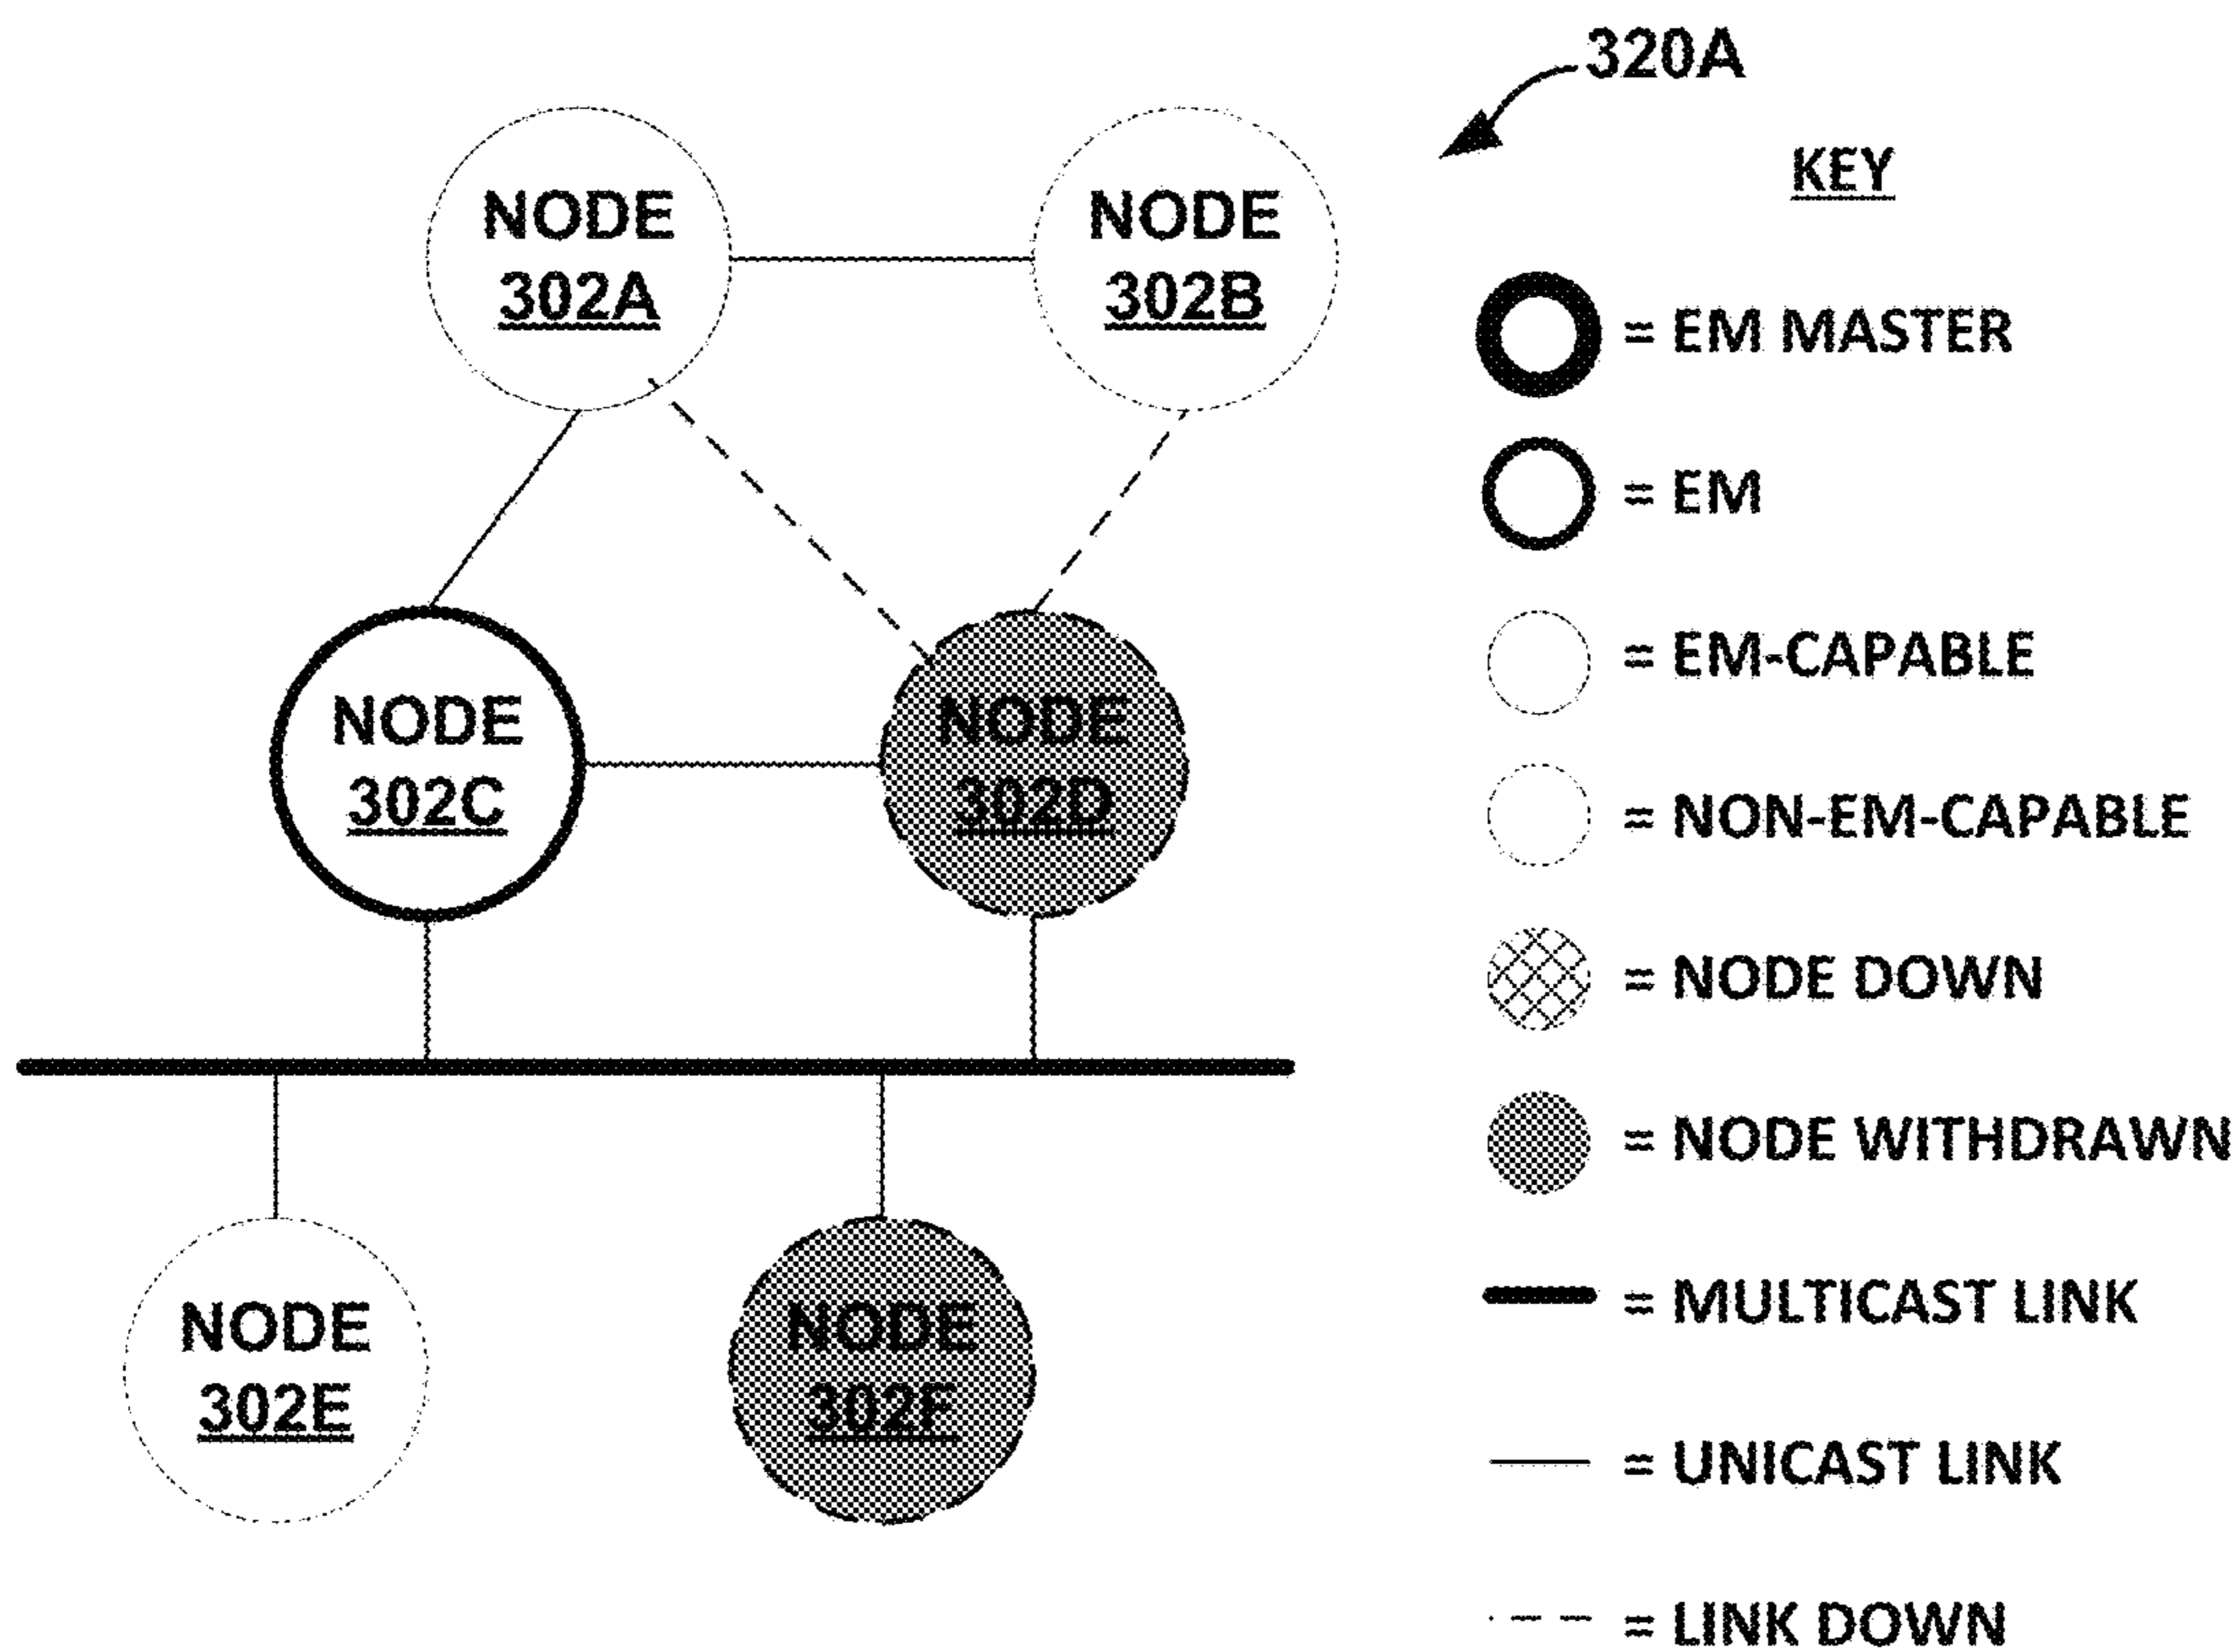 320A
NODE
302A
NODE
302B
NODE
302C
NODE
302D
NODE
302E
NODE
302F
KEY
= EM MASTER
= EM
= EM-CAPABLE
= NON-EM-CAPABLE
= NODE DOWN
= NODE WITHDRAWN
= MULTICAST LINK
= UNICAST LINK
= LINK DOWN